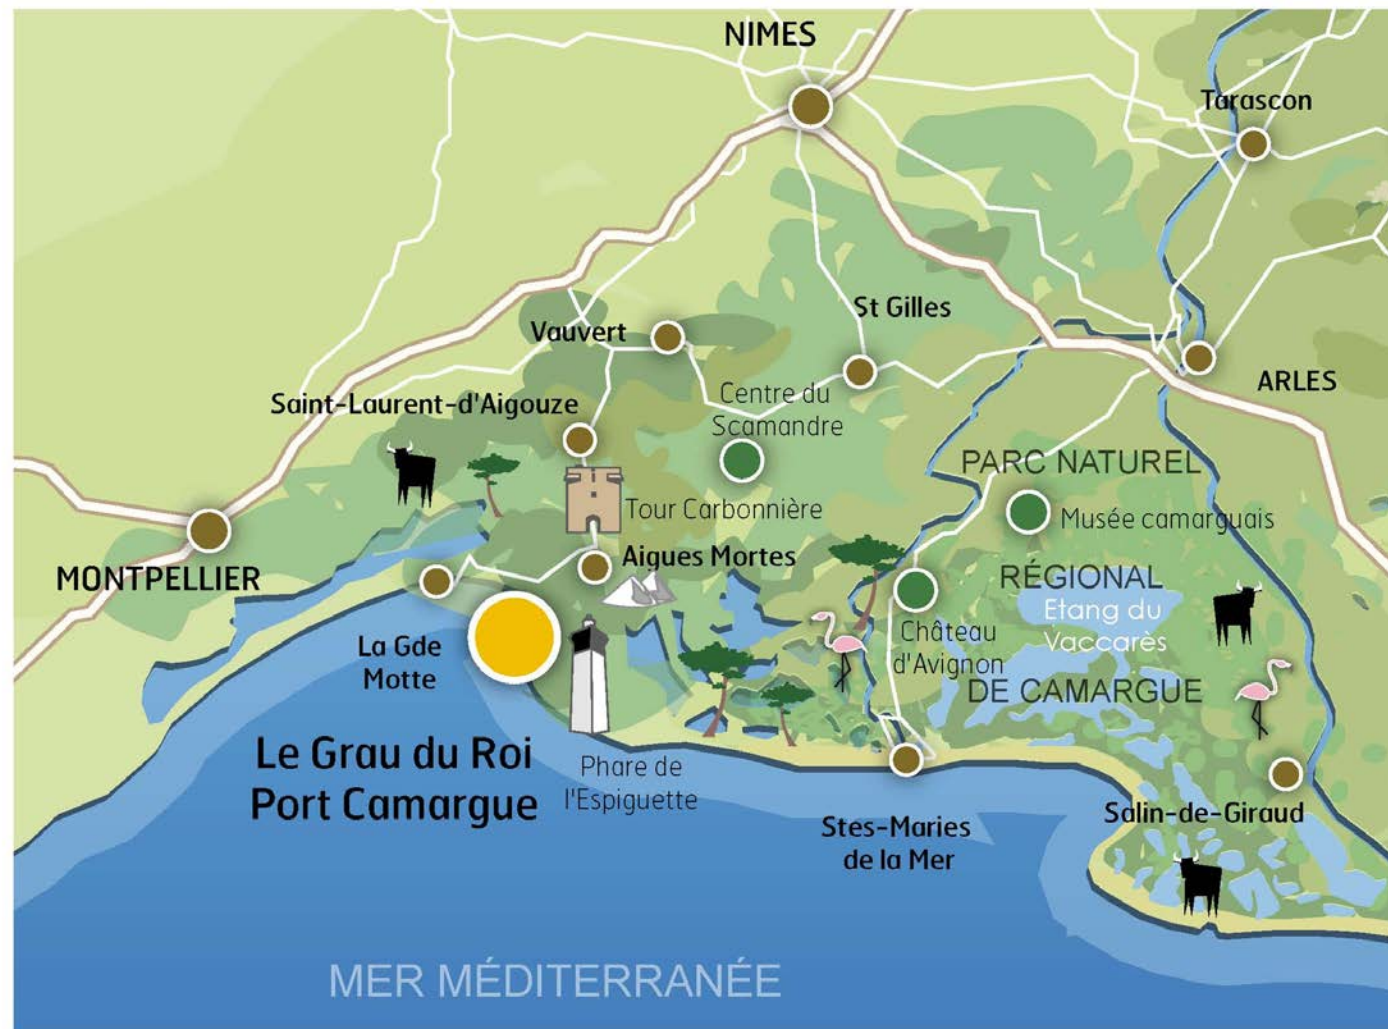 NIMES
Tarascon
St Gilles
Vauvert
ARLES
Saint-Laurent-d'Aigouze
Centre du
Scamandre
PARC NATUREL
Tour Carbonnière
Musée camarguais
Aigues Mortes
MONTPELLIER
RÉGIONAL
Etang du
Vaccarès
La Gde
Motte
Château
d'Avignon
DE CAMARGUE
Le Grau du Roi
Port Camargue
Phare de
l'Espiguette
Stes-Maries
de la Mer
Salin-de-Giraud
MER MÉDITERRANÉE